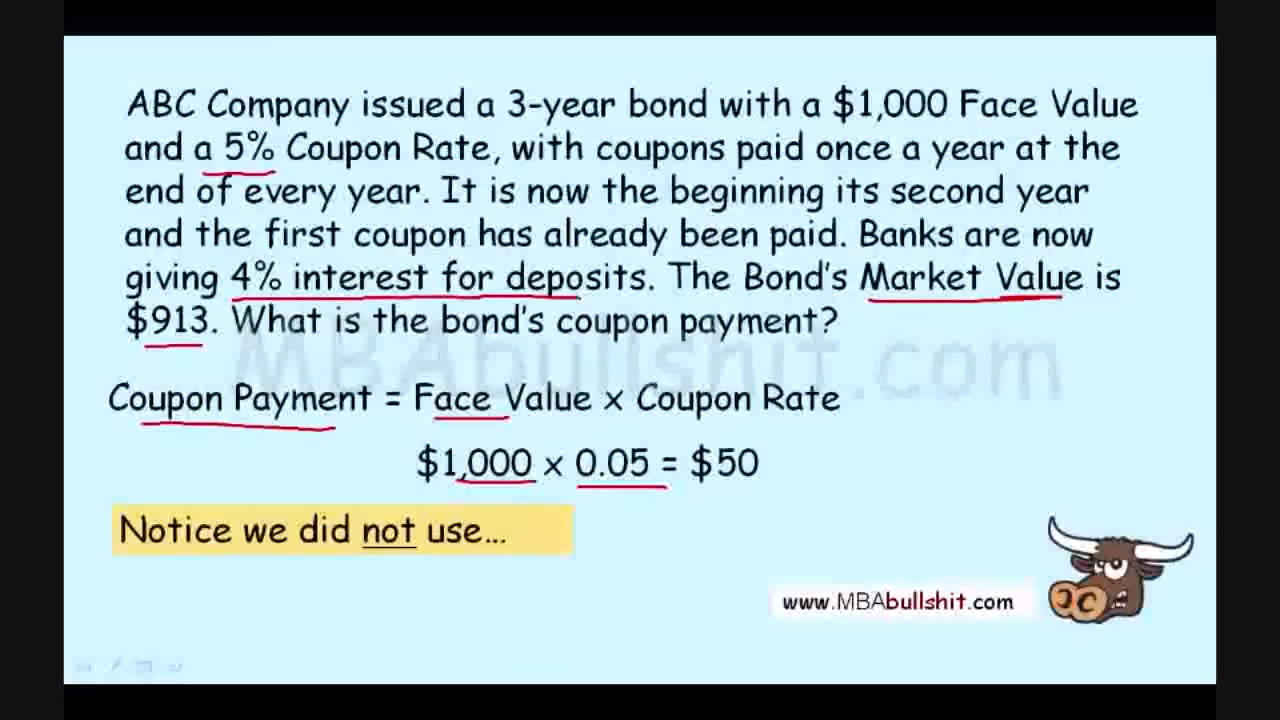 ABC Company issued a 3-year bond with a $1,000 Face Value
and a 5% Coupon Rate, with coupons paid once a year at the
end of every year. It is now the beginning its second year
and the first coupon has already been paid. Banks are now
giving 4% interest for deposits. The Bond's Market Value is
$913. What is the bond's coupon payment?
MBAbullshit.com
Coupon Payment = Face Value x Coupon Rate
$1,000 x 0.05 = $50
Notice we did not use...
www.MBAbullshit.com